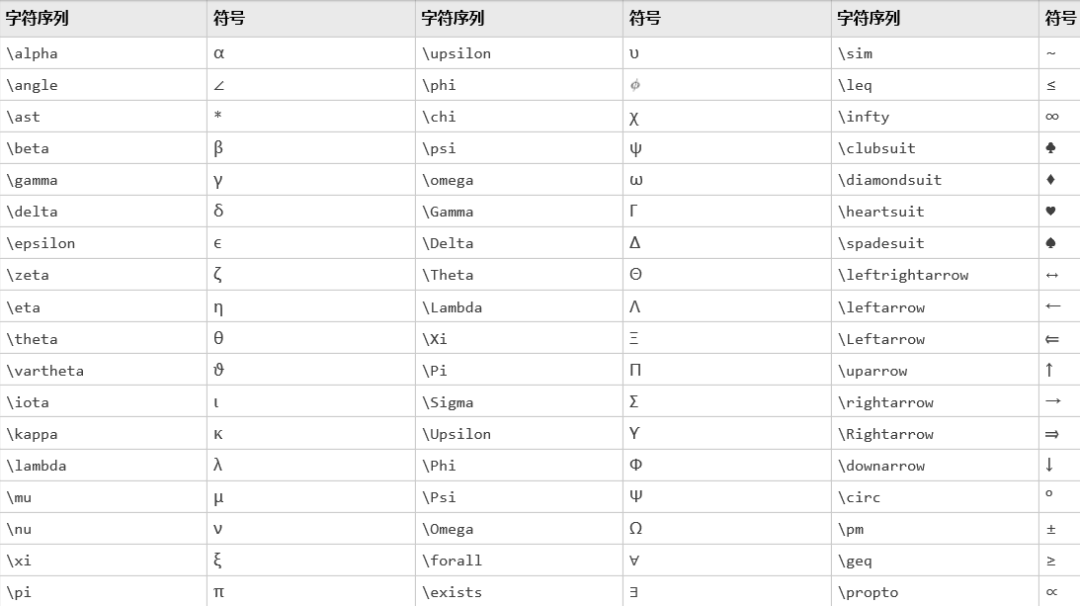 字符序列 符号 字符序列 符号 字符序列 符号
\alpha α \upsilon υ \sim ~
\angle ∠ \phi ϕ \leq ≤
\ast * \chi χ \infty ∞
\beta β \psi ψ \clubsuit ♣
\gamma γ \omega ω \diamondsuit ♦
\delta δ \Gamma Γ \heartsuit ♥
\epsilon ϵ \Delta Δ \spadesuit ♠
\zeta ζ \Theta Θ \leftrightarrow ↔
\eta η \Lambda Λ \leftarrow ←
\theta θ \Xi Ξ \Leftarrow ⇐
\vartheta ϑ \Pi Π \uparrow ↑
\iota ι \Sigma Σ \rightarrow →
\kappa κ \Upsilon ϒ \Rightarrow ⇒
\lambda λ \Phi Φ \downarrow ↓
\mu µ \Psi Ψ \circ º
\nu ν \Omega Ω \pm ±
\xi ξ \forall ∀ \geq ≥
\pi π \exists ∃ \propto ∝